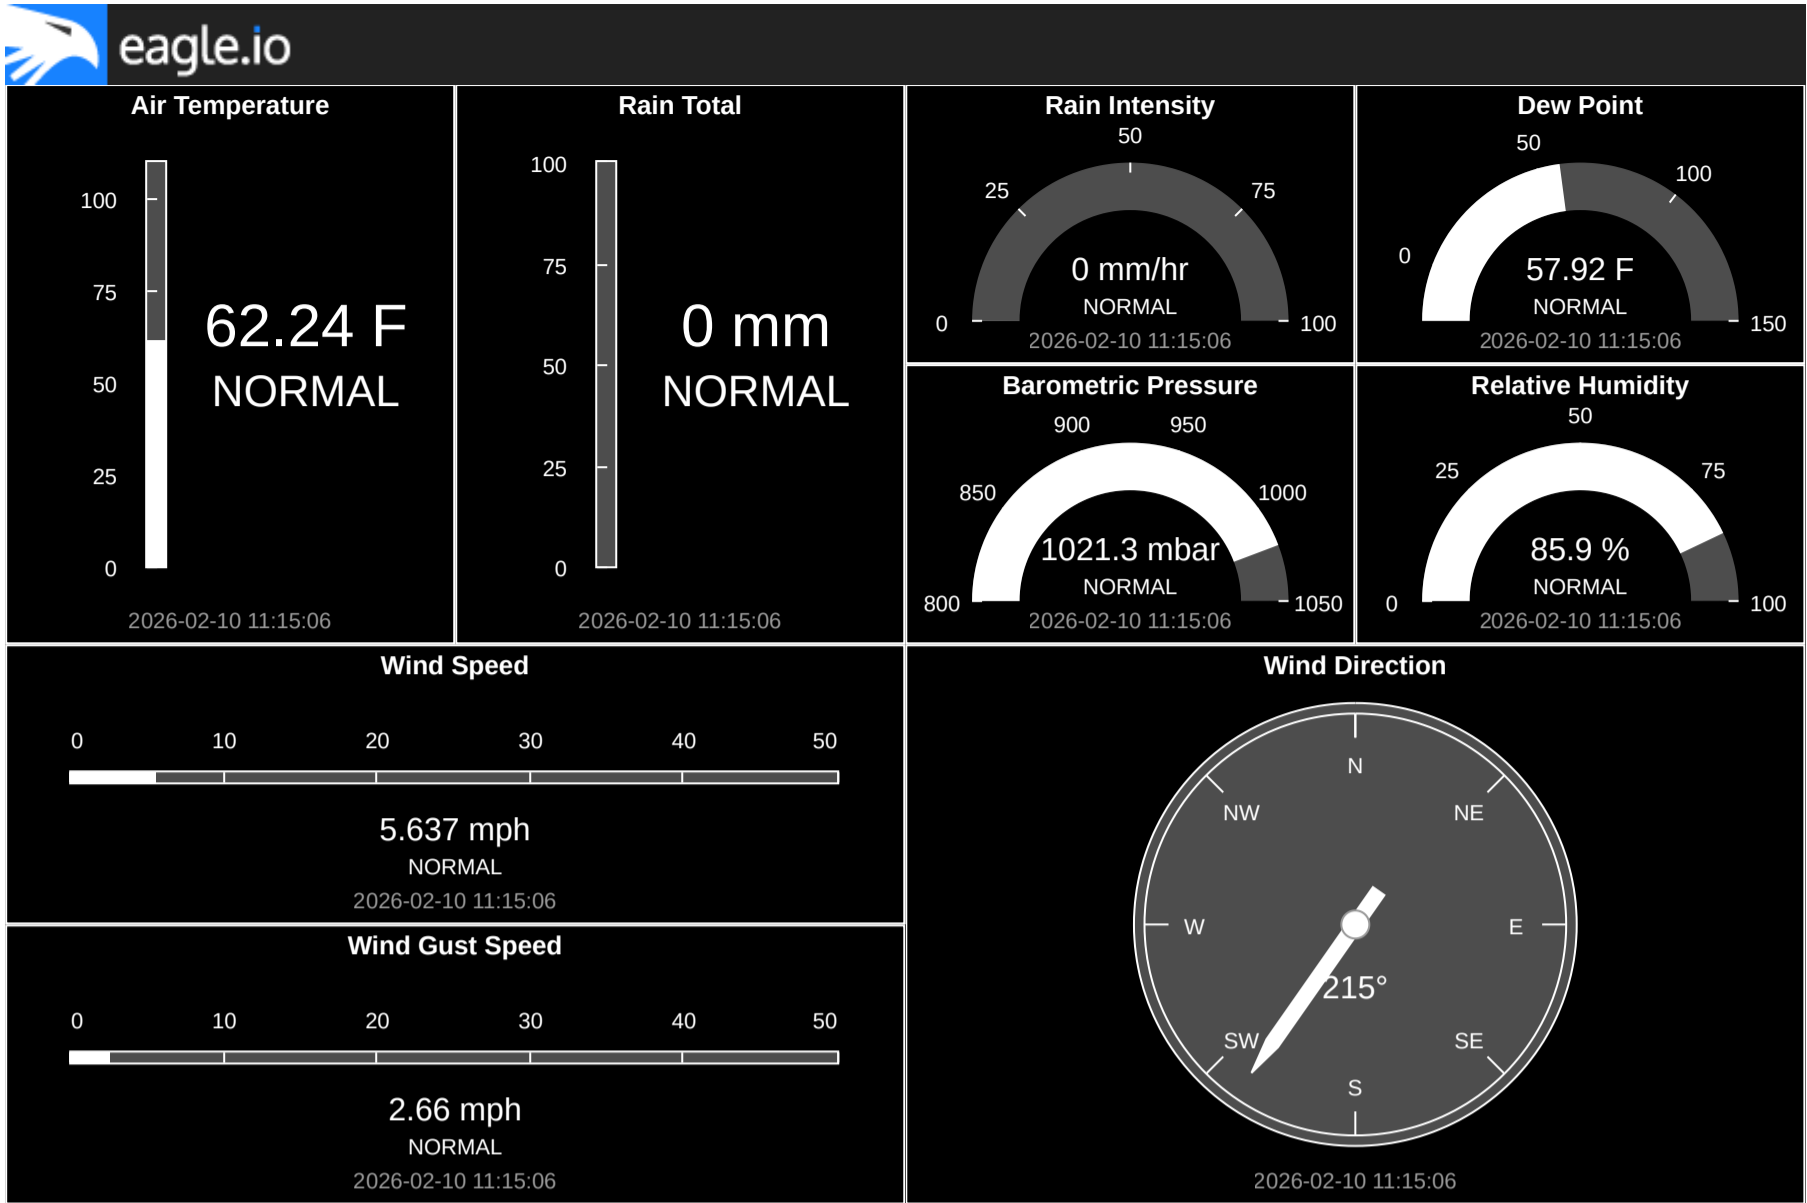 eagle.io
Air Temperature
100
75
50
25
0
62.24 F
NORMAL
2026-02-10 11:15:06
Rain Total
100
75
50
25
0
0 mm
NORMAL
2026-02-10 11:15:06
Rain Intensity
0
25
50
75
100
0 mm/hr
NORMAL
2026-02-10 11:15:06
Dew Point
0
50
100
150
57.92 F
NORMAL
2026-02-10 11:15:06
Barometric Pressure
800
850
900
950
1000
1050
1021.3 mbar
NORMAL
2026-02-10 11:15:06
Relative Humidity
0
25
50
75
100
85.9 %
NORMAL
2026-02-10 11:15:06
Wind Speed
0 10 20 30 40 50
5.637 mph
NORMAL
2026-02-10 11:15:06
Wind Gust Speed
0 10 20 30 40 50
2.66 mph
NORMAL
2026-02-10 11:15:06
Wind Direction
N
NW NE
W E
215°
SW SE
S
2026-02-10 11:15:06